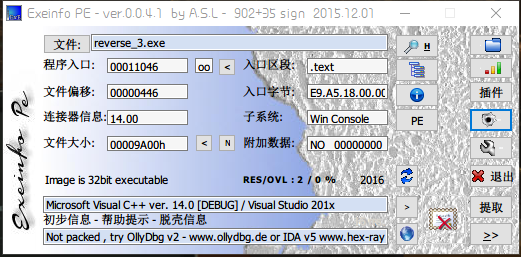 Exeinfo PE - ver.0.0.4.1 by A.S.L - 902+35 sign 2015.12.01
文件: reverse_3.exe H
程序入口: 00011046 oo < 入口区段: .text
文件偏移: 00000446 入口字节: E9.A5.18.00.00 插件
连接器信息: 14.00 子系统: Win Console PE
文件大小: 00009A00h < N 附加数据: NO 00000000
Image is 32bit executable RES/OVL : 2 / 0 % 2016 退出
Microsoft Visual C++ ver. 14.0 [DEBUG] / Visual Studio 201x > 提取
初步信息 - 帮助提示 - 脱壳信息
Not packed , try OllyDbg v2 - www.ollydbg.de or IDA v5 www.hex-ray >>
Exeinfo Pe